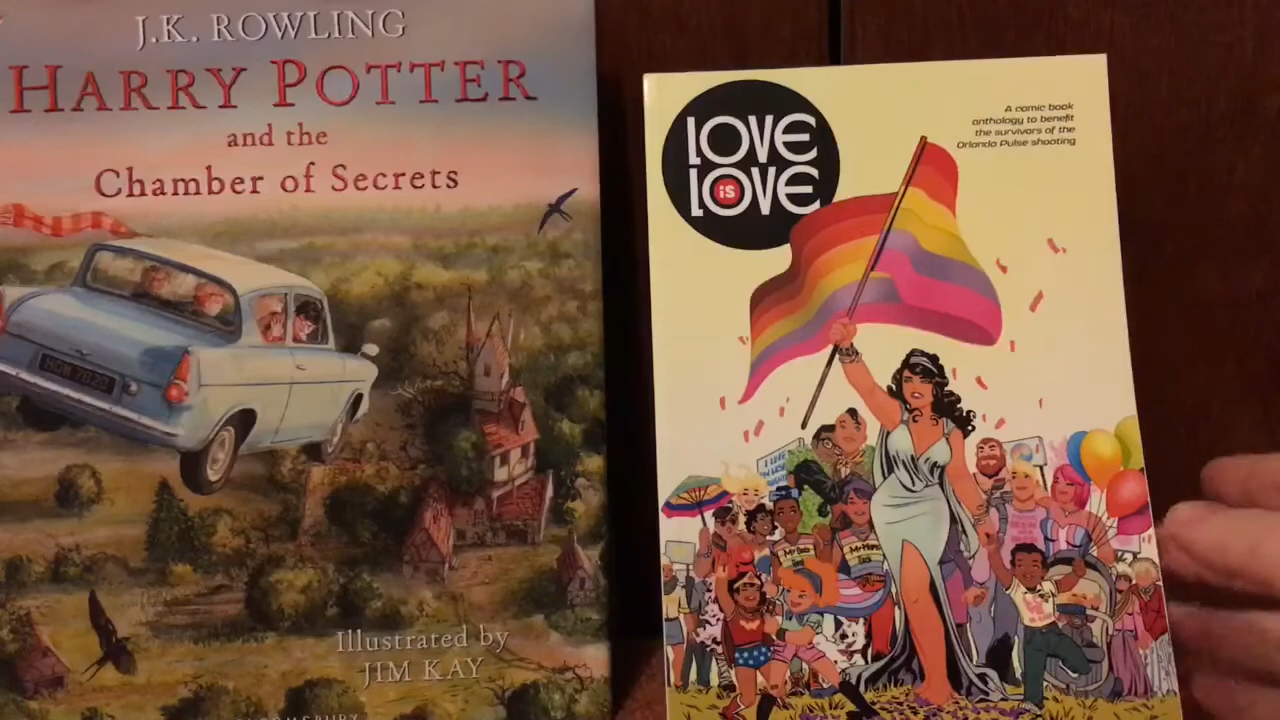 J.K. ROWLING
HARRY POTTER
and the
Chamber of Secrets
Illustrated by
JIM KAY
LOVE
is
LOVE
A comic book
anthology to benefit
the survivors of the
Orlando Pulse shooting